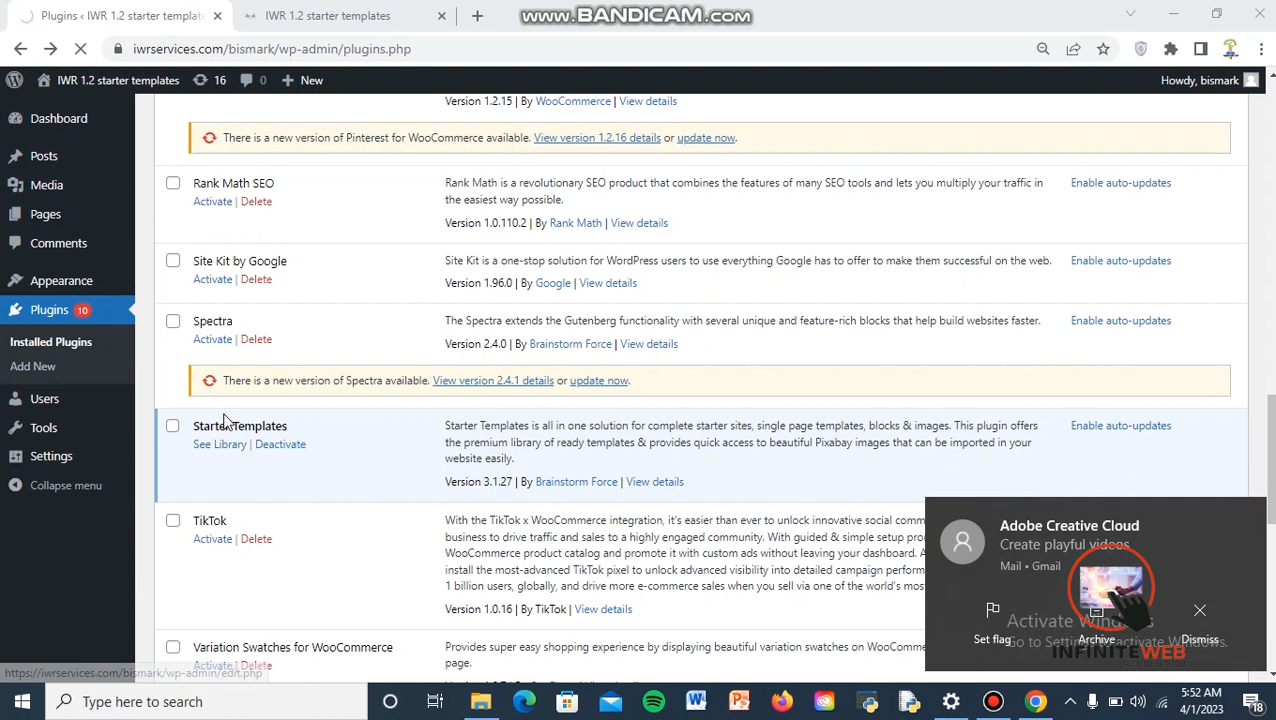 Plugins ‹ IWR 1.2 starter templat
IWR 1.2 starter templates
www.BANDICAM.com
iwrservices.com/bismark/wp-admin/plugins.php
IWR 1.2 starter templates
16
0
New
Howdy, bismark
Dashboard
Posts
Media
Pages
Comments
Appearance
Plugins 10
Installed Plugins
Add New
Users
Tools
Settings
Collapse menu
Version 1.2.15 | By WooCommerce | View details
There is a new version of Pinterest for WooCommerce available. View version 1.2.16 details or update now.
Rank Math SEO
Activate | Delete
Rank Math is a revolutionary SEO product that combines the features of many SEO tools and lets you multiply your traffic in
the easiest way possible.
Version 1.0.110.2 | By Rank Math | View details
Enable auto-updates
Site Kit by Google
Activate | Delete
Site Kit is a one-stop solution for WordPress users to use everything Google has to offer to make them successful on the web.
Version 1.96.0 | By Google | View details
Enable auto-updates
Spectra
Activate | Delete
The Spectra extends the Gutenberg functionality with several unique and feature-rich blocks that help build websites faster.
Version 2.4.0 | By Brainstorm Force | View details
Enable auto-updates
There is a new version of Spectra available. View version 2.4.1 details or update now.
Starter Templates
See Library | Deactivate
Starter Templates is all in one solution for complete starter sites, single page templates, blocks & images. This plugin offers
the premium library of ready templates & provides quick access to beautiful Pixabay images that can be imported in your
website easily.
Version 3.1.27 | By Brainstorm Force | View details
Enable auto-updates
TikTok
Activate | Delete
With the TikTok x WooCommerce integration, it's easier than ever to unlock innovative social com
business to drive traffic and sales to a highly engaged community. With guided & simple setup pro
WooCommerce product catalog and promote it with custom ads without leaving your dashboard. A
install the most-advanced TikTok pixel to unlock advanced visibility into detailed campaign perform
1 billion users, globally, and drive more e-commerce sales when you sell via one of the world's mos
Version 1.0.16 | By TikTok | View details
Variation Swatches for WooCommerce
Activate | Delete
Provides super easy shopping experience by displaying beautiful variation swatches on WooCommer
page.
https://iwrservices.com/bismark/wp-admin/edit.php
Adobe Creative Cloud
Create playful videos
Mail • Gmail
Set flag
Archive
Dismiss
Activate Windows
Go to Settings to activate Windows.
INFINITEWEB
Type here to search
5:52 AM
4/1/2023
18